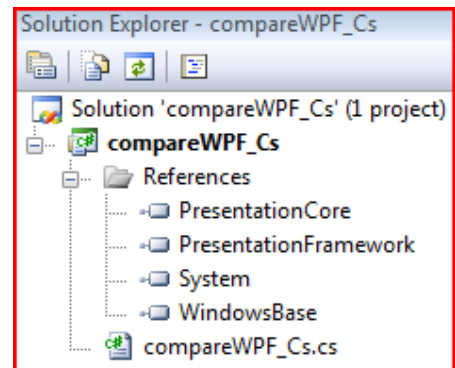 Solution Explorer - compareWPF_Cs
Solution 'compareWPF_Cs' (1 project)
compareWPF_Cs
References
PresentationCore
PresentationFramework
System
WindowsBase
compareWPF_Cs.cs